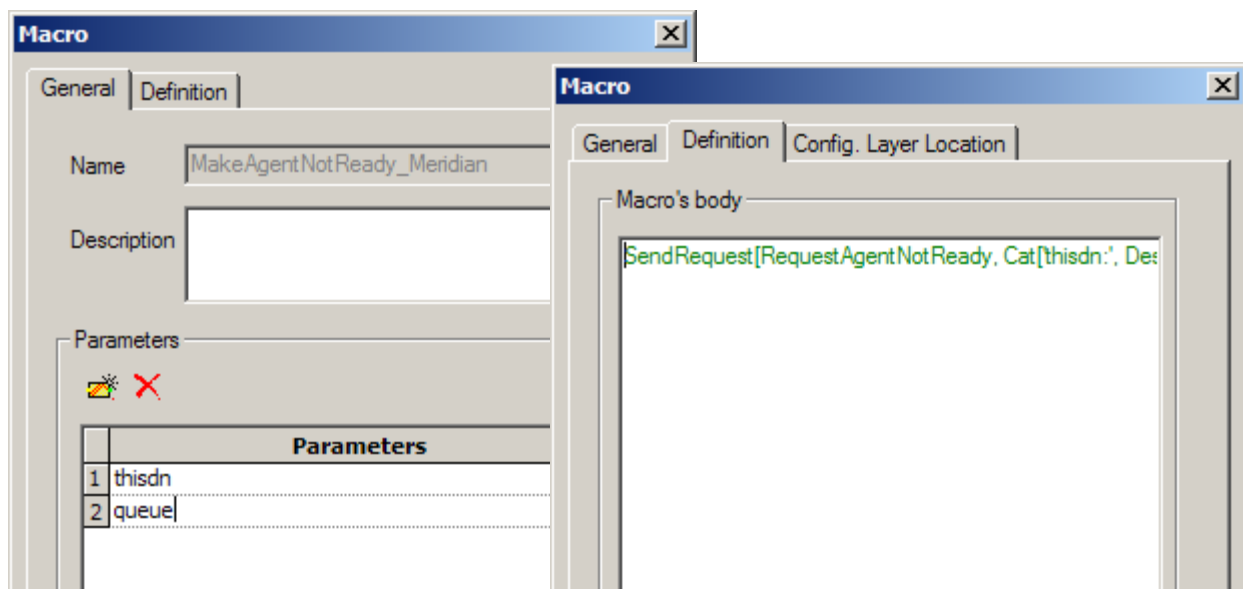 Macro
General Definition
Name MakeAgentNotReady_Meridian
Description
Parameters
Parameters
1 thisdn
2 queue
Macro
General Definition Config. Layer Location
Macro's body
SendRequest[RequestAgentNotReady, Cat['thisdn:', Des